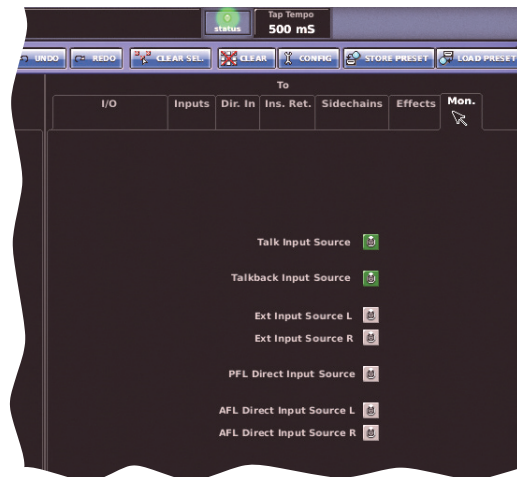 Tap Tempo
status
500 mS
UNDO
REDO
CLEAR SEL.
CLEAR
CONFIG
STORE PRESET
LOAD PRESET
To
I/O
Inputs
Dir. In
Ins. Ret.
Sidechains
Effects
Mon.
Talk Input Source
Talkback Input Source
Ext Input Source L
Ext Input Source R
PFL Direct Input Source
AFL Direct Input Source L
AFL Direct Input Source R